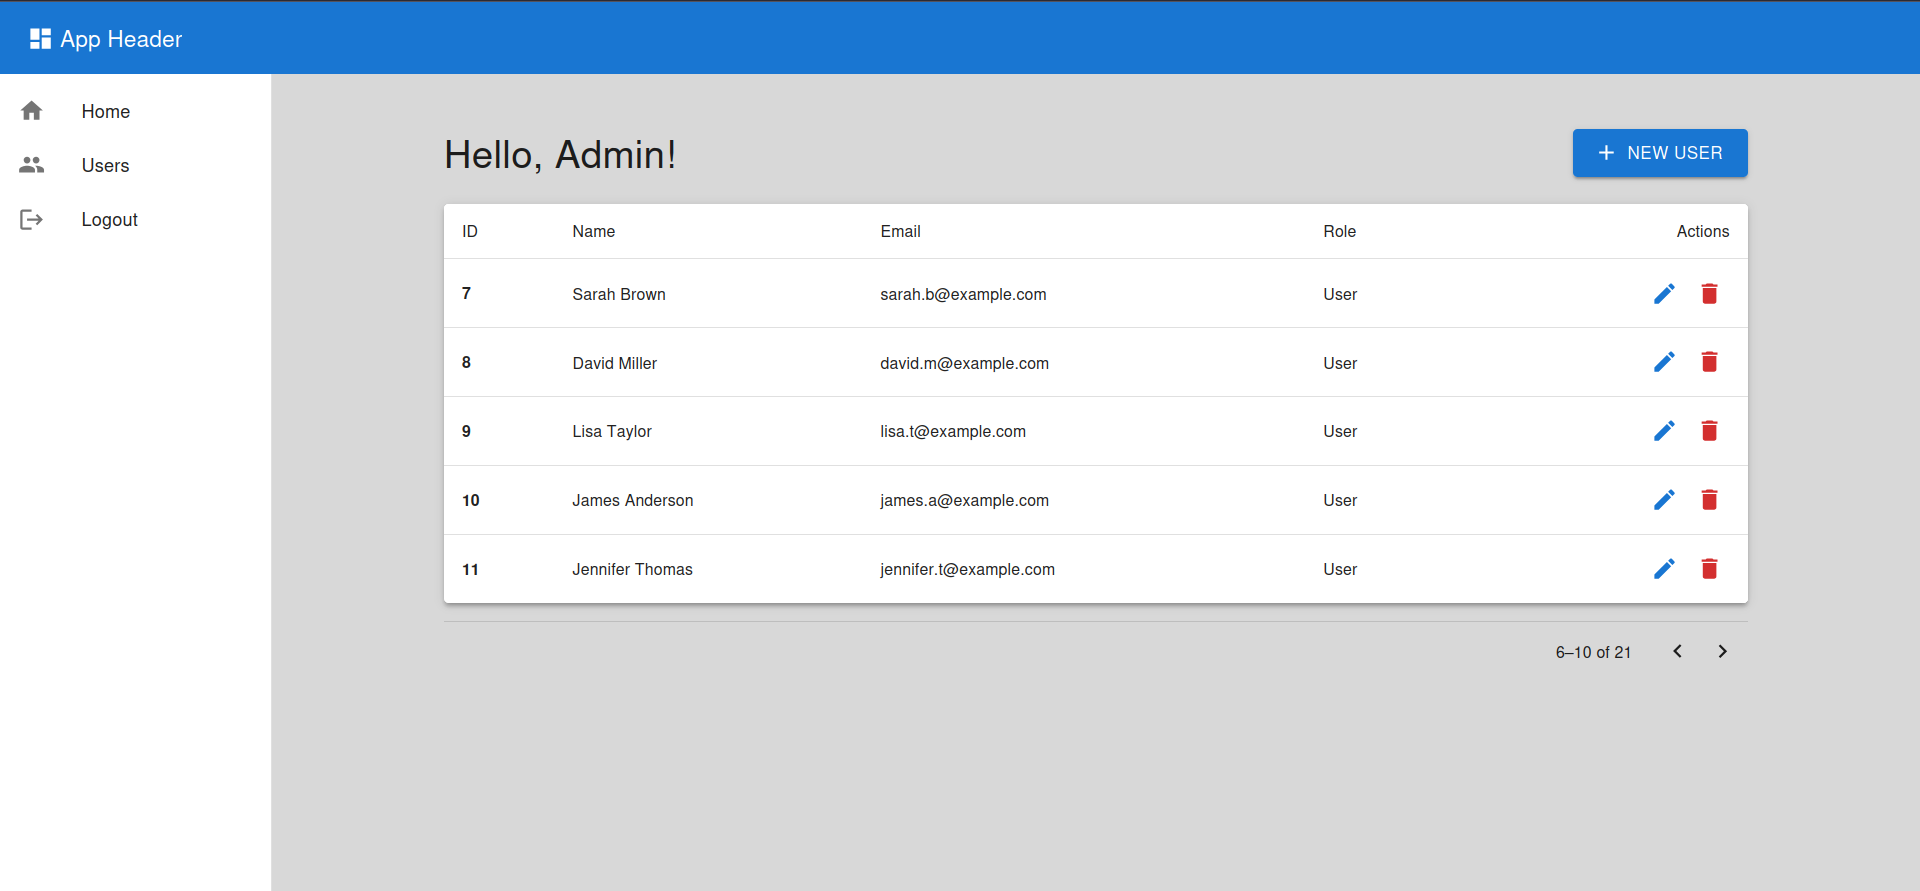 App Header
Home
Users
Logout
Hello, Admin!
NEW USER
ID Name Email Role Actions
7 Sarah Brown sarah.b@example.com User
8 David Miller david.m@example.com User
9 Lisa Taylor lisa.t@example.com User
10 James Anderson james.a@example.com User
11 Jennifer Thomas jennifer.t@example.com User
6–10 of 21